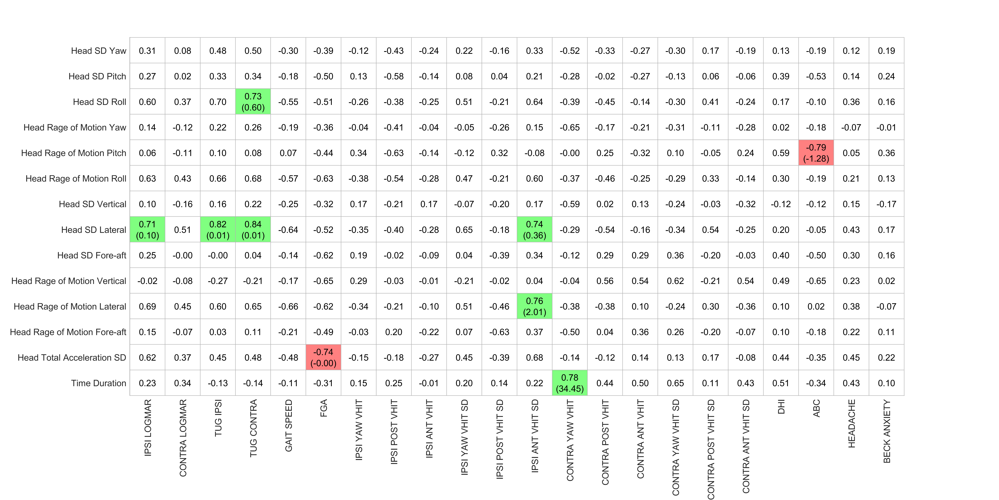 Head SD Yaw 0.31 0.08 0.48 0.50 -0.30 -0.39 -0.12 -0.43 -0.24 0.22 -0.16 0.33 -0.52 -0.33 -0.27 -0.30 0.17 -0.19 0.13 -0.19 0.12 0.19
Head SD Pitch 0.27 0.02 0.33 0.34 -0.18 -0.50 0.13 -0.58 -0.14 0.08 0.04 0.21 -0.28 -0.02 -0.27 -0.13 0.06 -0.06 0.39 -0.53 0.14 0.24
Head SD Roll 0.60 0.37 0.70 0.73 (0.60) -0.55 -0.51 -0.26 -0.38 -0.25 0.51 -0.21 0.64 -0.39 -0.45 -0.14 -0.30 0.41 -0.24 0.17 -0.10 0.36 0.16
Head Rage of Motion Yaw 0.14 -0.12 0.22 0.26 -0.19 -0.36 -0.04 -0.41 -0.04 -0.05 -0.26 0.15 -0.65 -0.17 -0.21 -0.31 -0.11 -0.28 0.02 -0.18 -0.07 -0.01
Head Rage of Motion Pitch 0.06 -0.11 0.10 0.08 0.07 -0.44 0.34 -0.63 -0.14 -0.12 0.32 -0.08 -0.00 0.25 -0.32 0.10 -0.05 0.24 0.59 -0.79 (-1.28) 0.05 0.36
Head Rage of Motion Roll 0.63 0.43 0.66 0.68 -0.57 -0.63 -0.38 -0.54 -0.28 0.47 -0.21 0.60 -0.37 -0.46 -0.25 -0.29 0.33 -0.14 0.30 -0.19 0.21 0.13
Head SD Vertical 0.10 -0.16 0.16 0.22 -0.25 -0.32 0.17 -0.21 0.17 -0.07 -0.20 0.17 -0.59 0.02 0.13 -0.24 -0.03 -0.32 -0.12 -0.12 0.15 -0.17
Head SD Lateral 0.71 (0.10) 0.51 0.82 (0.01) 0.84 (0.01) -0.64 -0.52 -0.35 -0.40 -0.28 0.65 -0.18 0.74 (0.36) -0.29 -0.54 -0.16 -0.34 0.54 -0.25 0.20 -0.05 0.43 0.17
Head SD Fore-aft 0.25 -0.00 -0.00 0.04 -0.14 -0.62 0.19 -0.02 -0.09 0.04 -0.39 0.34 -0.12 0.29 0.29 0.36 -0.20 -0.03 0.40 -0.50 0.30 0.16
Head Rage of Motion Vertical -0.02 -0.08 -0.27 -0.21 -0.17 -0.65 0.29 -0.03 -0.01 -0.21 -0.02 0.04 -0.04 0.56 0.54 0.62 -0.21 0.54 0.49 -0.65 0.23 0.02
Head Rage of Motion Lateral 0.69 0.45 0.60 0.65 -0.66 -0.62 -0.34 -0.21 -0.10 0.51 -0.46 0.76 (2.01) -0.38 -0.38 0.10 -0.24 0.30 -0.36 0.10 0.02 0.38 -0.07
Head Rage of Motion Fore-aft 0.15 -0.07 0.03 0.11 -0.21 -0.49 -0.03 0.20 -0.22 0.07 -0.63 0.37 -0.50 0.04 0.36 0.26 -0.20 -0.07 0.10 -0.18 0.22 0.11
Head Total Acceleration SD 0.62 0.37 0.45 0.48 -0.48 -0.74 (-0.00) -0.15 -0.18 -0.27 0.45 -0.39 0.68 -0.14 -0.12 0.14 0.13 0.17 -0.08 0.44 -0.35 0.45 0.22
Time Duration 0.23 0.34 -0.13 -0.14 -0.11 -0.31 0.15 0.25 -0.01 0.20 0.14 0.22 0.78 (34.45) 0.44 0.50 0.65 0.11 0.43 0.51 -0.34 0.43 0.10
IPSI LOGMAR
CONTRA LOGMAR
TUG IPSI
TUG CONTRA
GAIT SPEED
FGA
IPSI YAW VHIT
IPSI POST VHIT
IPSI ANT VHIT
IPSI YAW VHIT SD
IPSI POST VHIT SD
IPSI ANT VHIT SD
CONTRA YAW VHIT
CONTRA POST VHIT
CONTRA ANT VHIT
CONTRA YAW VHIT SD
CONTRA POST VHIT SD
CONTRA ANT VHIT SD
DHI
ABC
HEADACHE
BECK ANXIETY